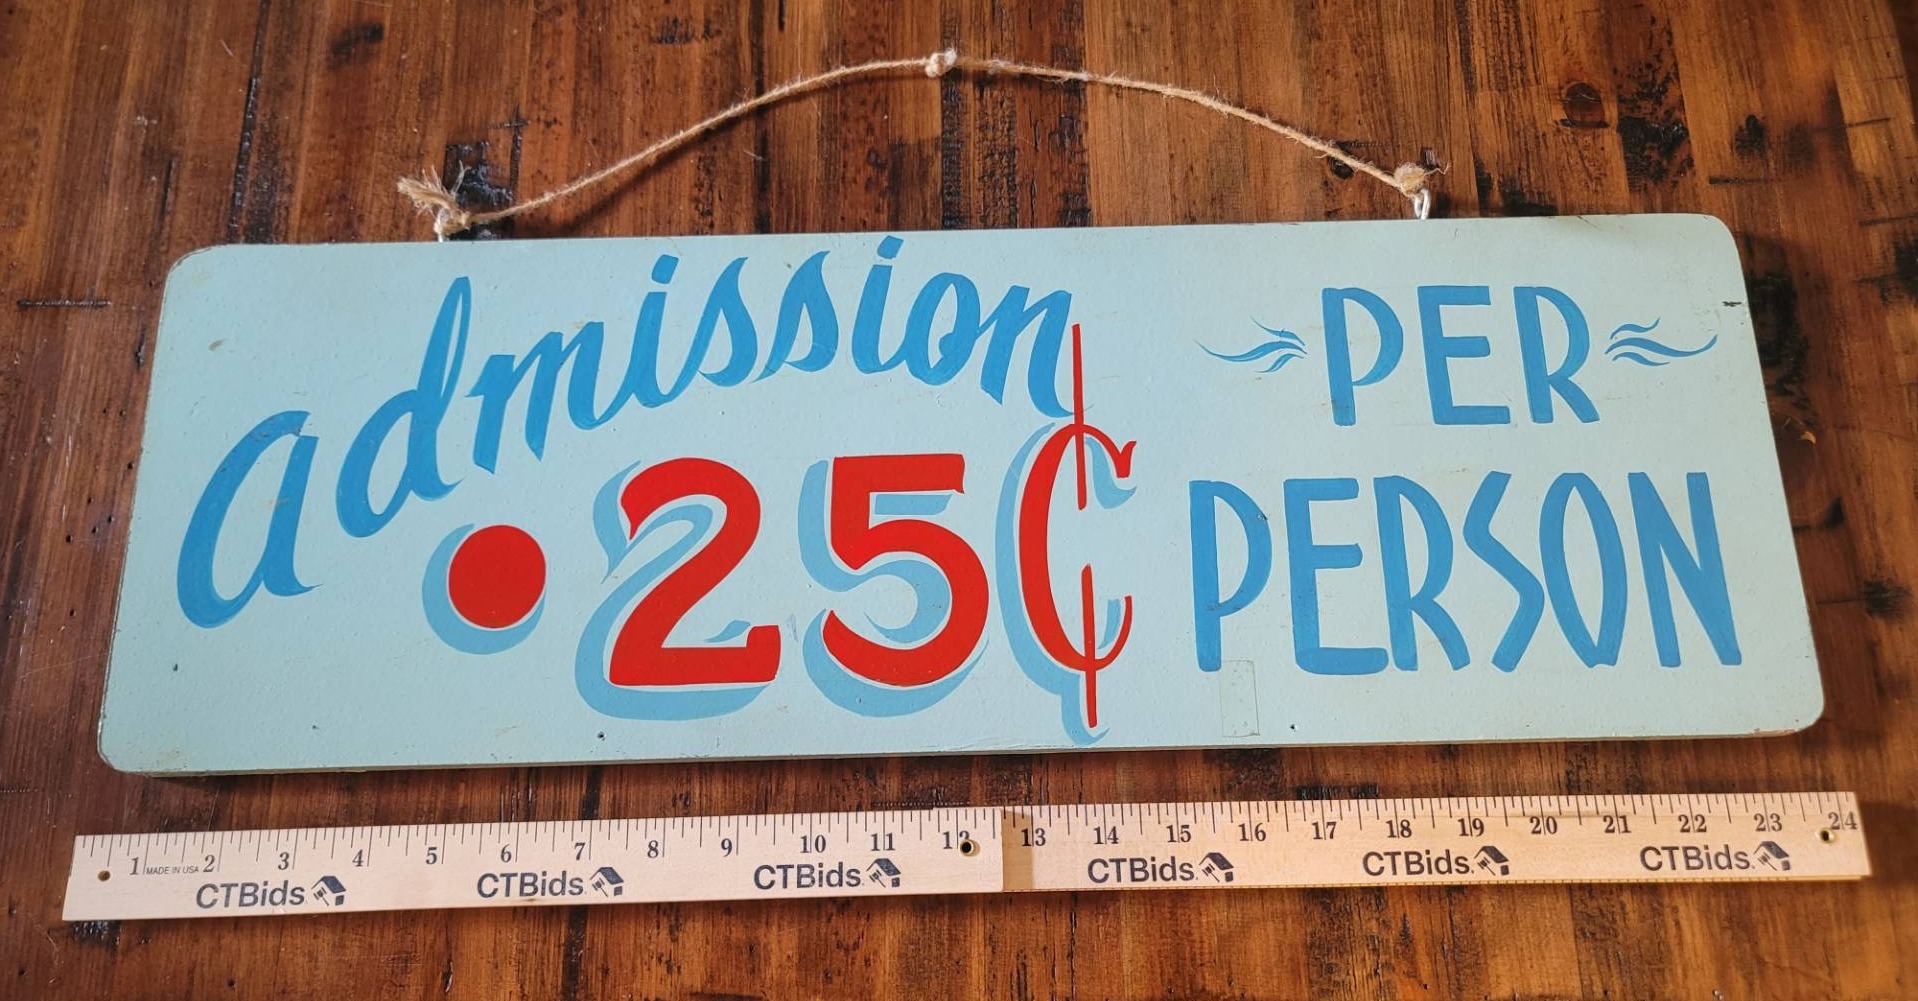 admission
.25¢
PER
PERSON
1 MADE IN USA 2 3 4 5 6 7 8 9 10 11 12 13 14 15 16 17 18 19 20 21 22 23 24
CTBids CTBids CTBids CTBids CTBids CTBids